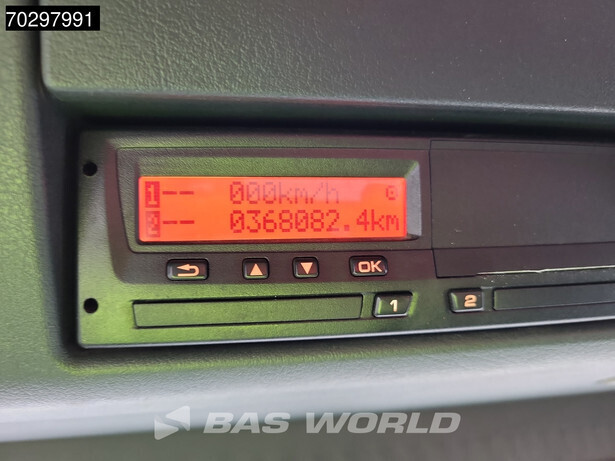 70297991
1-- 000km/h
2-- 0368082.4km
OK
1
2
BAS WORLD